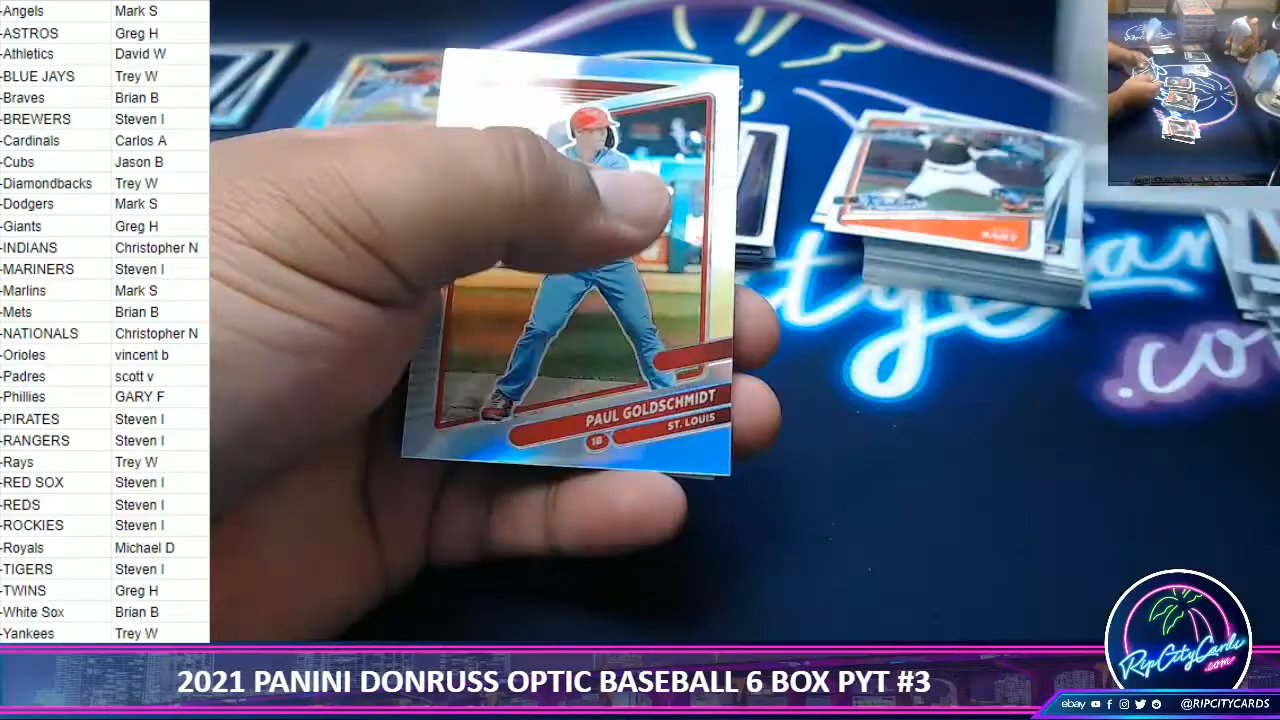 -Angels Mark S
-ASTROS Greg H
-Athletics David W
-BLUE JAYS Trey W
-Braves Brian B
-BREWERS Steven I
-Cardinals Carlos A
-Cubs Jason B
-Diamondbacks Trey W
-Dodgers Mark S
-Giants Greg H
-INDIANS Christopher N
-MARINERS Steven I
-Marlins Mark S
-Mets Brian B
-NATIONALS Christopher N
-Orioles vincent b
-Padres scott v
-Phillies GARY F
-PIRATES Steven I
-RANGERS Steven I
-Rays Trey W
-RED SOX Steven I
-REDS Steven I
-ROCKIES Steven I
-Royals Michael D
-TIGERS Steven I
-TWINS Greg H
-White Sox Brian B
-Yankees Trey W
BART
PAUL GOLDSCHMIDT
ST. LOUIS
1B
RipCityCards
.com
2021 PANINI DONRUSS OPTIC BASEBALL 6 BOX PYT #3
ebay @RIPCITYCARDS